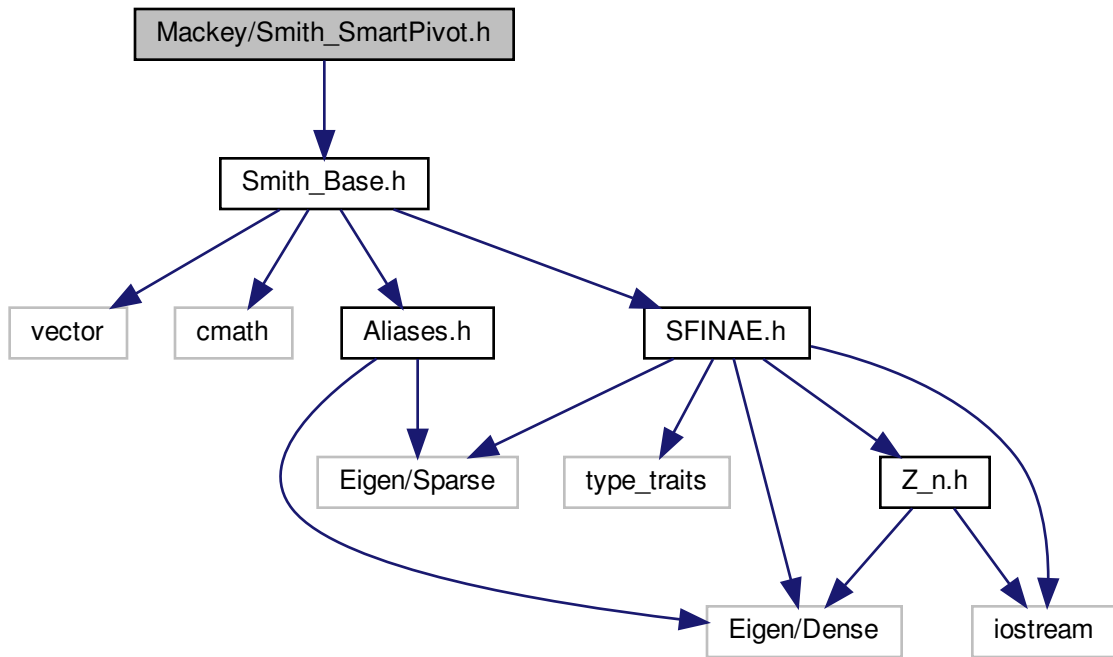 Mackey/Smith_SmartPivot.h
Smith_Base.h
vector
cmath
Aliases.h
SFINAE.h
Eigen/Sparse
type_traits
Z_n.h
Eigen/Dense
iostream